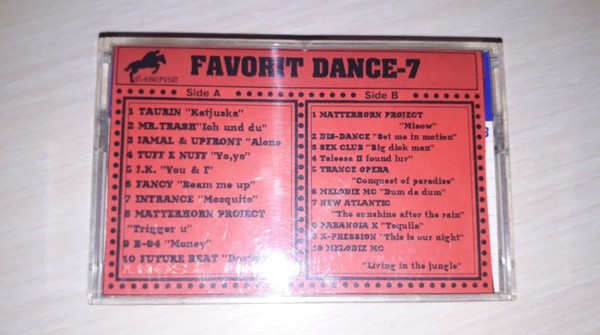 FAVORIT DANCE-7
Side A
1 TAURIN "Katjuska"
2 MR.TRASH "Ich und du"
3 JAMAL & UPFRONT "Alone
4 TUFF E NUFF "Yo,yo"
5 J.K. "You & I"
6 FANCY "Beam me up"
7 INTRANCE "Mosquito"
8 MATTERHORN PROJECT
"Trigger u"
9 E-04 "Money"
10 FUTURE BEAT
Side B
1 MATTERHORN PROJECT
"Miaow"
2 DIS-DANCE "Set me in motion"
3 SEX CLUB "Big dick man"
4 Taleesa II found luv"
5 TRANCE OPERA
"Conquest of paradise"
6 MELODIE MC "Dum da dum"
7 NEW ATLANTIC
"The sunshine after the rain"
8 PARANOIA X "Tequila"
9 X-PRESSION "This is our night"
10 MELODIE MC
"Living in the jungle"